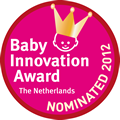 Baby
Innovation
Award
The Netherlands
NOMINATED 2012